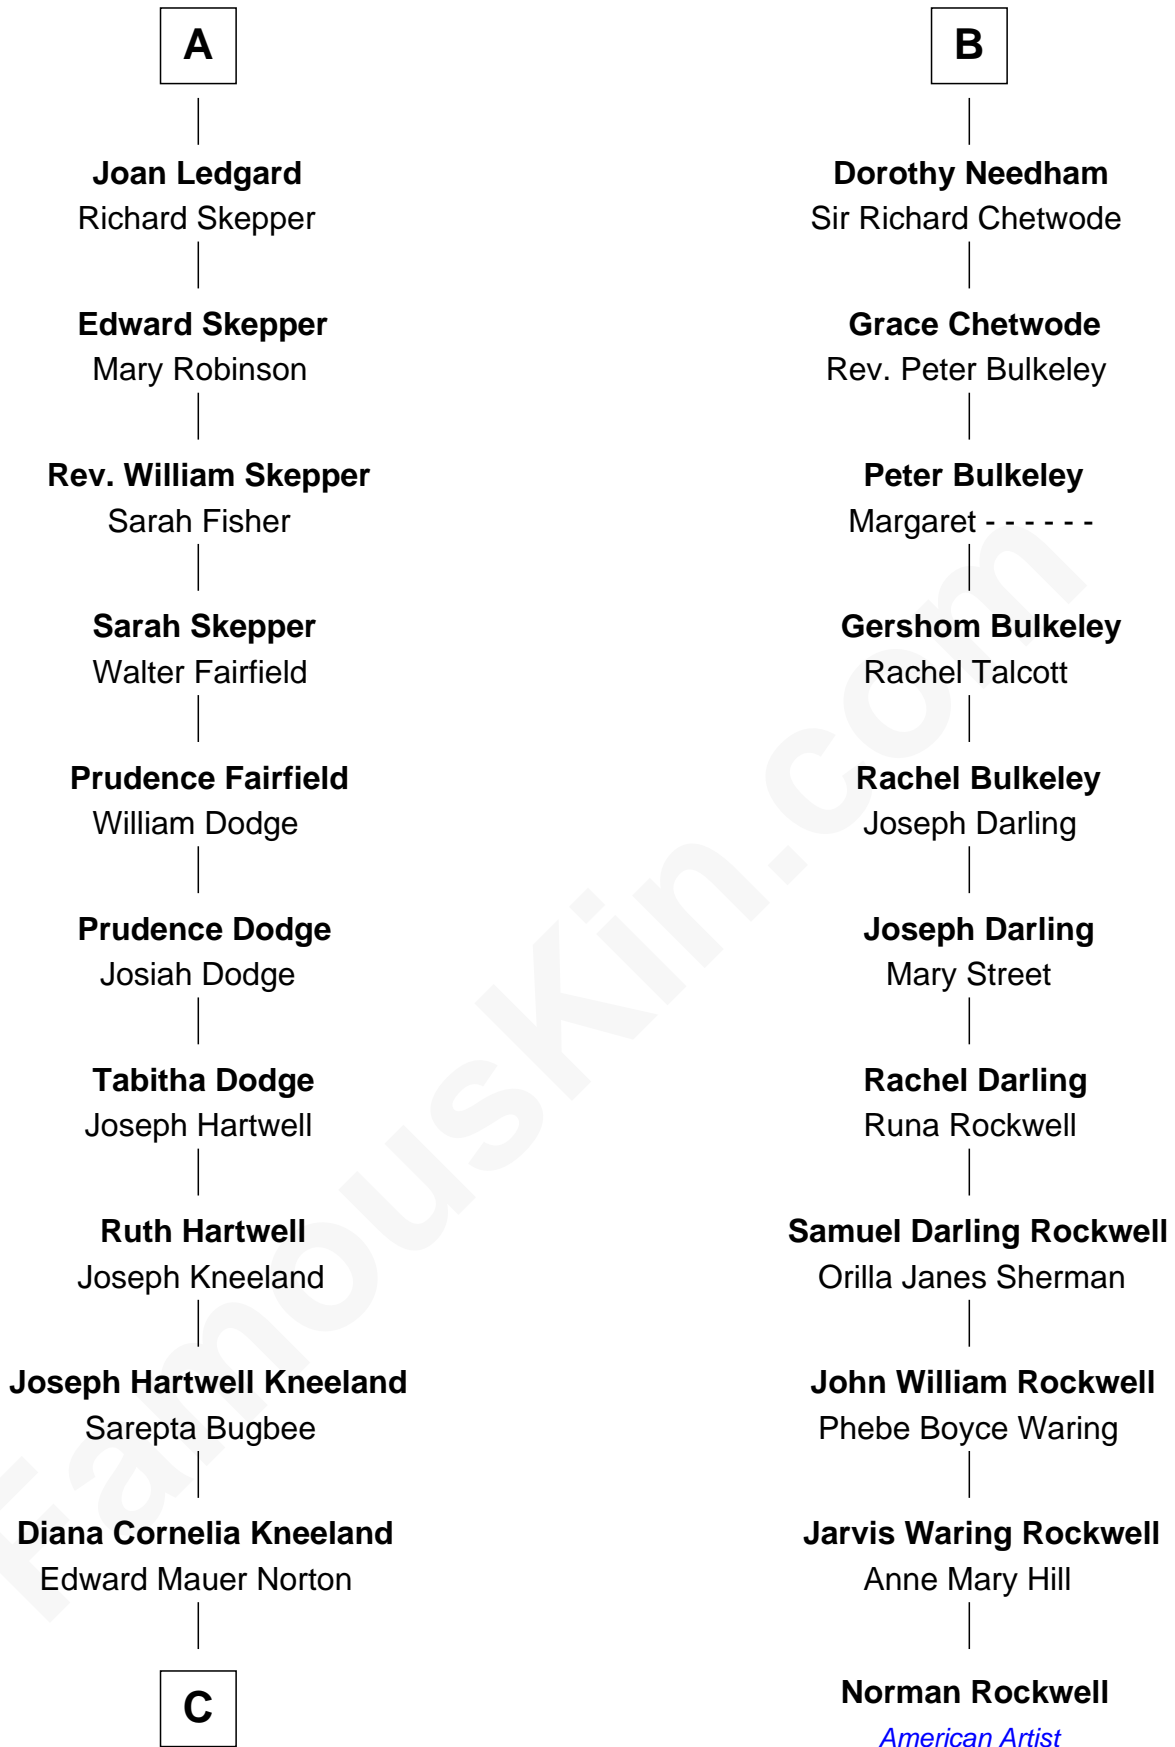 A
Joan Ledgard
Richard Skepper
Edward Skepper
Mary Robinson
Rev. William Skepper
Sarah Fisher
Sarah Skepper
Walter Fairfield
Prudence Fairfield
William Dodge
Prudence Dodge
Josiah Dodge
Tabitha Dodge
Joseph Hartwell
Ruth Hartwell
Joseph Kneeland
Joseph Hartwell Kneeland
Sarepta Bugbee
Diana Cornelia Kneeland
Edward Mauer Norton
C
B
Dorothy Needham
Sir Richard Chetwode
Grace Chetwode
Rev. Peter Bulkeley
Peter Bulkeley
Margaret - - - - - -
Gershom Bulkeley
Rachel Talcott
Rachel Bulkeley
Joseph Darling
Joseph Darling
Mary Street
Rachel Darling
Runa Rockwell
Samuel Darling Rockwell
Orilla Janes Sherman
John William Rockwell
Phebe Boyce Waring
Jarvis Waring Rockwell
Anne Mary Hill
Norman Rockwell
American Artist
FamousKin.com